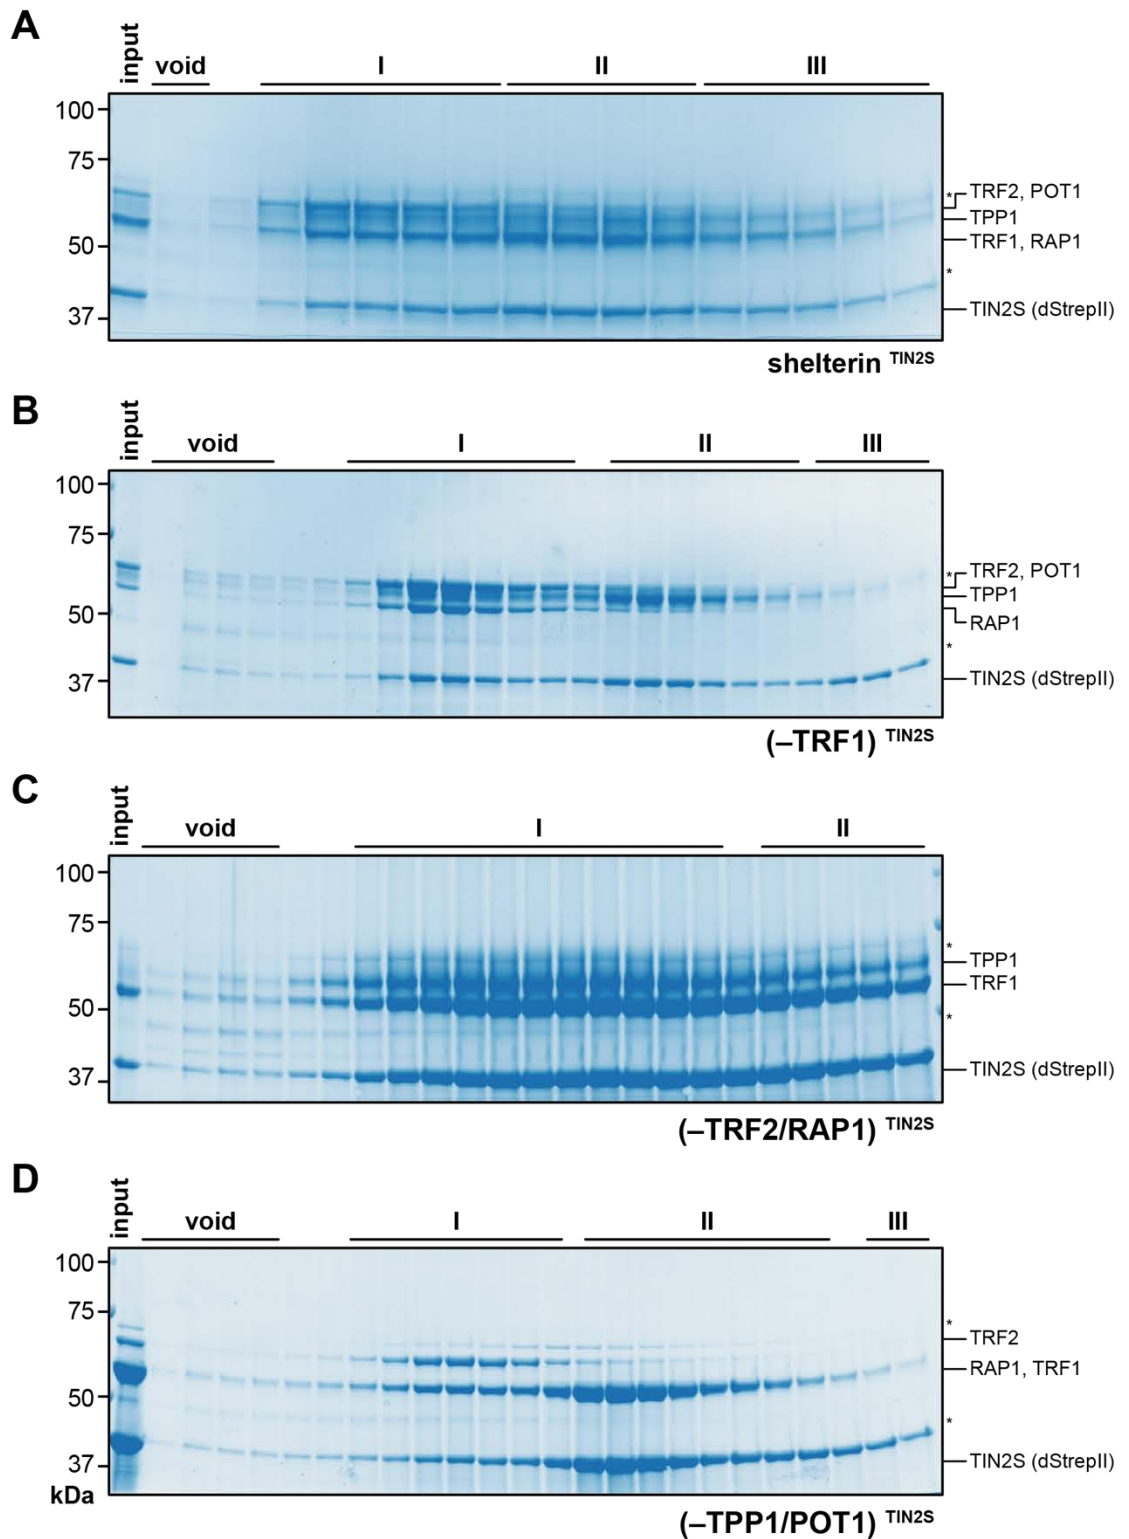 A
input
void
I
II
III
100
75
50
37
*
TRF2, POT1
TPP1
TRF1, RAP1
*
TIN2S (dStrepII)
shelterin TIN2S
B
input
void
I
II
III
100
75
50
37
*
TRF2, POT1
TPP1
RAP1
*
TIN2S (dStrepII)
(–TRF1) TIN2S
C
input
void
I
II
100
75
50
37
*
TPP1
TRF1
*
TIN2S (dStrepII)
(–TRF2/RAP1) TIN2S
D
input
void
I
II
III
100
75
50
37
kDa
*
TRF2
RAP1, TRF1
*
TIN2S (dStrepII)
(–TPP1/POT1) TIN2S